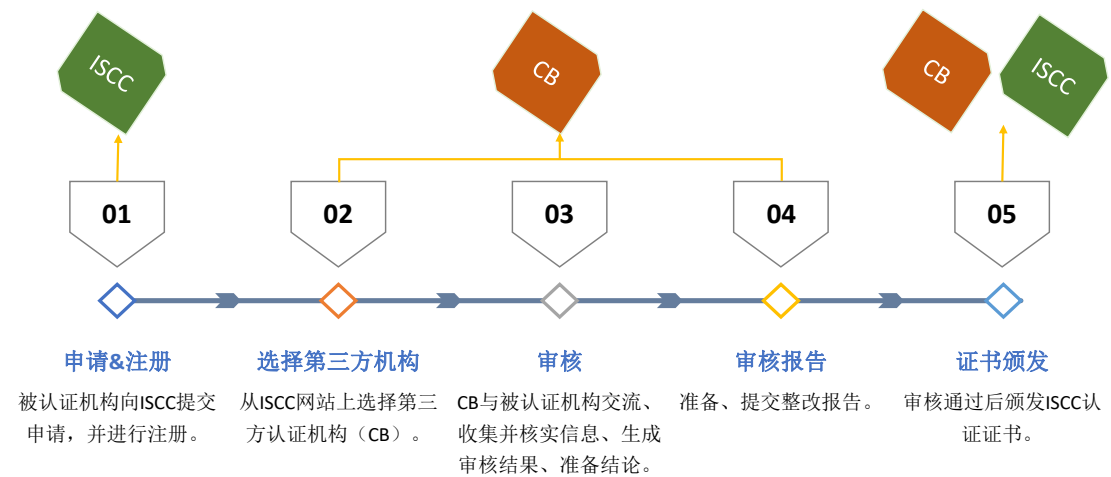 ISCC
CB
CB
ISCC
01
02
03
04
05
申请&注册
选择第三方机构
审核
审核报告
证书颁发
被认证机构向ISCC提交
申请，并进行注册。
从ISCC网站上选择第三
方认证机构（CB）。
CB与被认证机构交流、
收集并核实信息、生成
审核结果、准备结论。
准备、提交整改报告。
审核通过后颁发ISCC认
证证书。